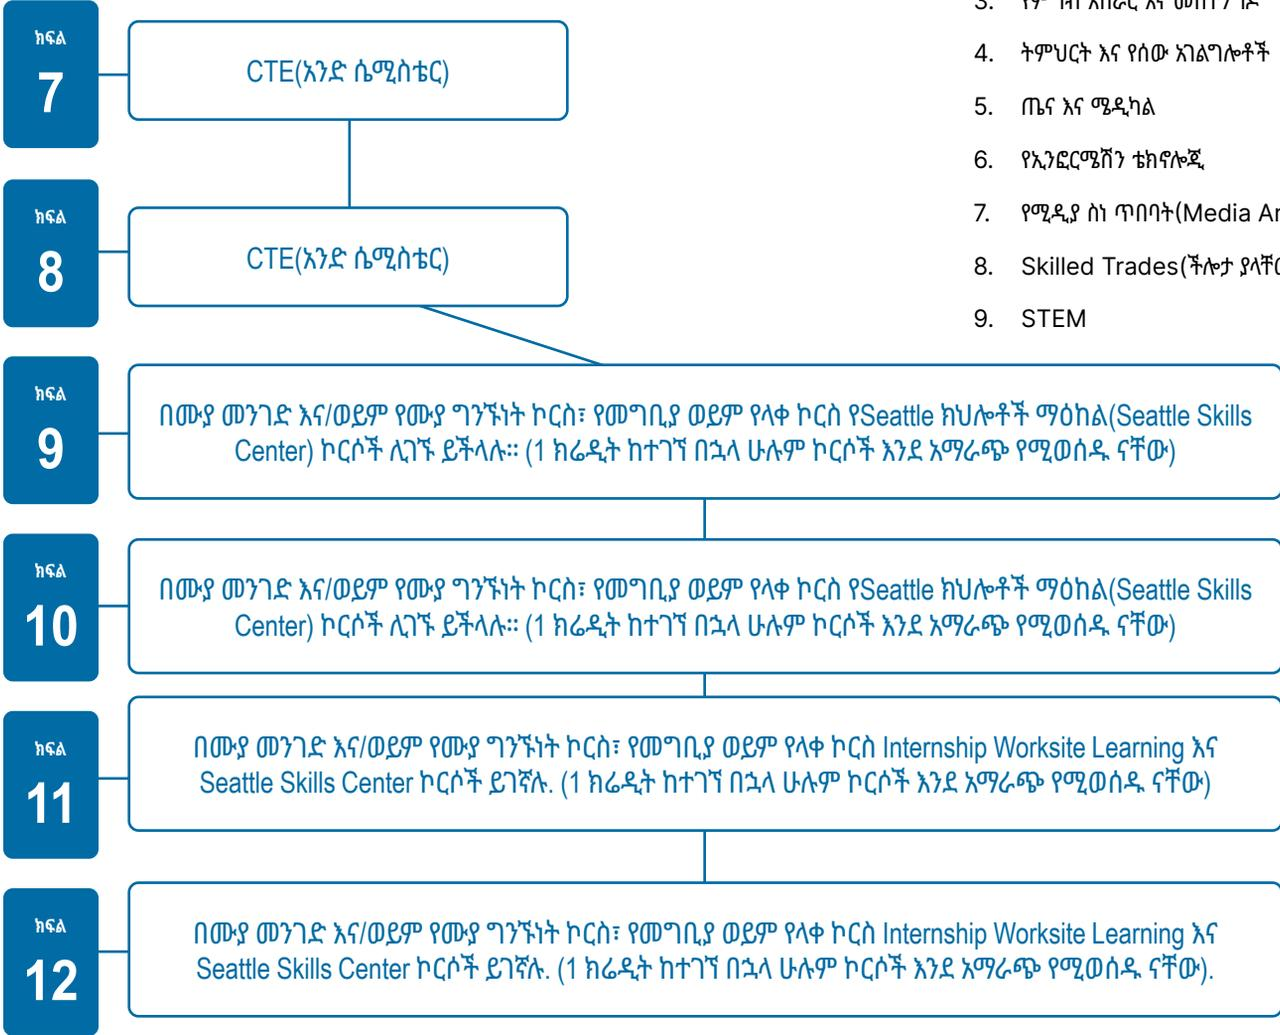 ክፍል
7
CTE(አንድ ሴሚስቴር)
ክፍል
8
CTE(አንድ ሴሚስቴር)
4. ትምህርት እና የሰው አገልግሎቶች
5. ጤና እና ሜዲካል
6. የኢንፎርሜሽን ቴክኖሎጂ
7. የሚዲያ ስነ ጥበባት(Media
8. Skilled Trades(ችሎታ
9. STEM
ክፍል
9
በሙያ መንገድ እና/ወይም የሙያ ግንኙነት ኮርስ፣ የመግቢያ ወይም የላቀ ኮርስ የSeattle ክህሎቶች ማዕከል(Seattle Skills
Center) ኮርሶች ሊገኙ ይችላሉ። (1 ክሬዲት ከተገኘ በኋላ ሁሉም ኮርሶች እንደ አማራጭ የሚወሰዱ ናቸው)
ክፍል
10
በሙያ መንገድ እና/ወይም የሙያ ግንኙነት ኮርስ፣ የመግቢያ ወይም የላቀ ኮርስ የSeattle ክህሎቶች ማዕከል(Seattle Skills
Center) ኮርሶች ሊገኙ ይችላሉ። (1 ክሬዲት ከተገኘ በኋላ ሁሉም ኮርሶች እንደ አማራጭ የሚወሰዱ ናቸው)
ክፍል
11
በሙያ መንገድ እና/ወይም የሙያ ግንኙነት ኮርስ፣ የመግቢያ ወይም የላቀ ኮርስ Internship Worksite Learning እና
Seattle Skills Center ኮርሶች ይገኛሉ. (1 ክሬዲት ከተገኘ በኋላ ሁሉም ኮርሶች እንደ አማራጭ የሚወሰዱ ናቸው)
ክፍል
12
በሙያ መንገድ እና/ወይም የሙያ ግንኙነት ኮርስ፣ የመግቢያ ወይም የላቀ ኮርስ Internship Worksite Learning እና
Seattle Skills Center ኮርሶች ይገኛሉ. (1 ክሬዲት ከተገኘ በኋላ ሁሉም ኮርሶች እንደ አማራጭ የሚወሰዱ ናቸው).